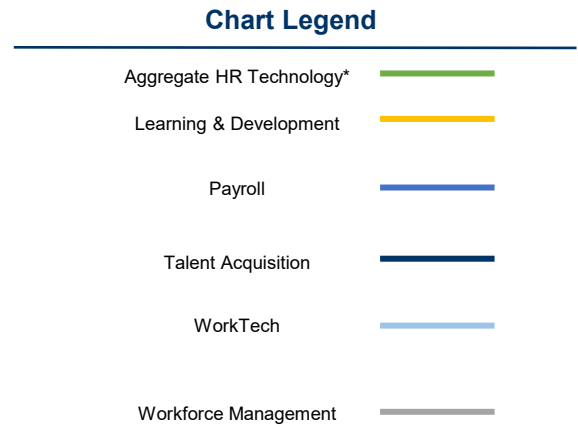 Chart Legend
Aggregate HR Technology*
Learning & Development
Payroll
Talent Acquisition
WorkTech
Workforce Management